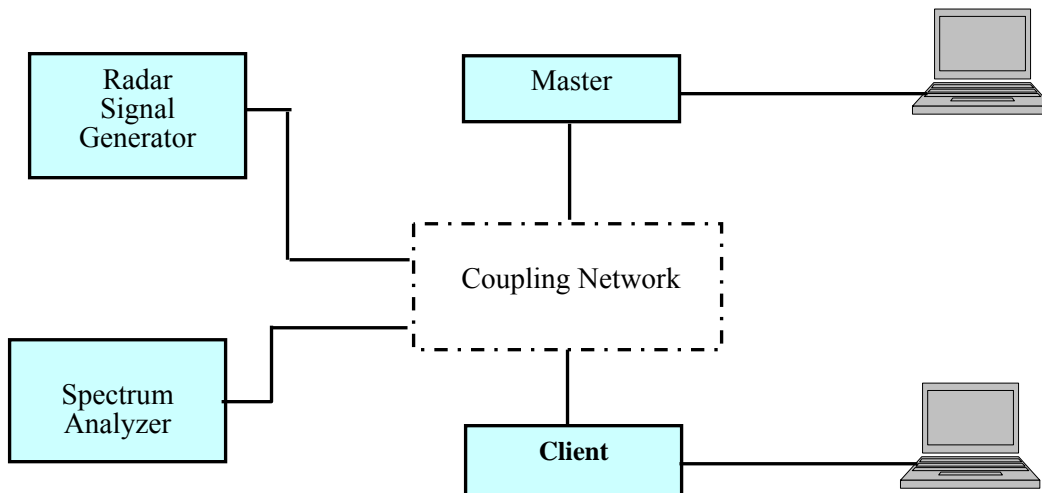 Radar
Signal
Generator
Master
Coupling Network
Spectrum
Analyzer
Client